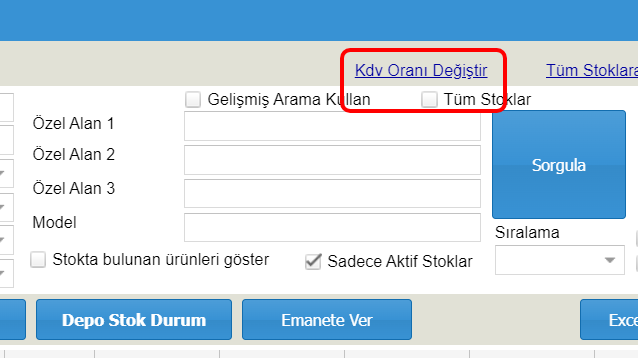 Kdv Oranı Değiştir
Tüm Stoklara
Gelişmiş Arama Kullan
Tüm Stoklar
Özel Alan 1
Özel Alan 2
Özel Alan 3
Model
Sorgula
Sıralama
Stokta bulunan ürünleri göster
Sadece Aktif Stoklar
Depo Stok Durum
Emanete Ver
Exce